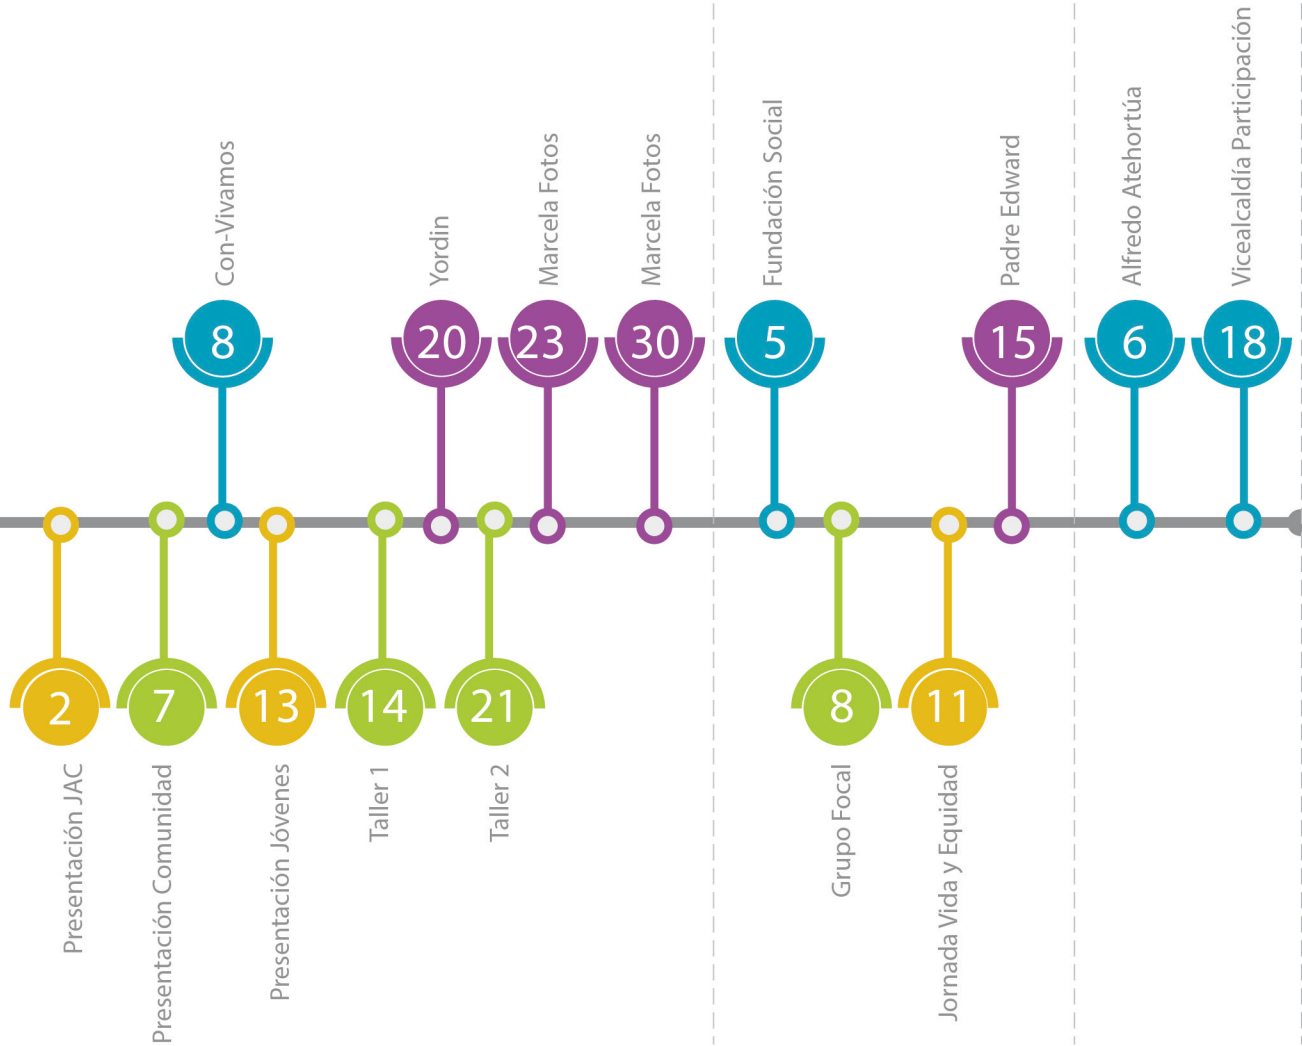 Con-Vivamos
Yordin
Marcela Fotos
Marcela Fotos
Fundación Social
Padre Edward
Alfredo Atehortúa
Vicealcaldía Participación
8
20
23
30
5
15
6
18
2
7
13
14
21
8
11
Presentación JAC
Presentación Comunidad
Presentación Jóvenes
Taller 1
Taller 2
Grupo Focal
Jornada Vida y Equidad